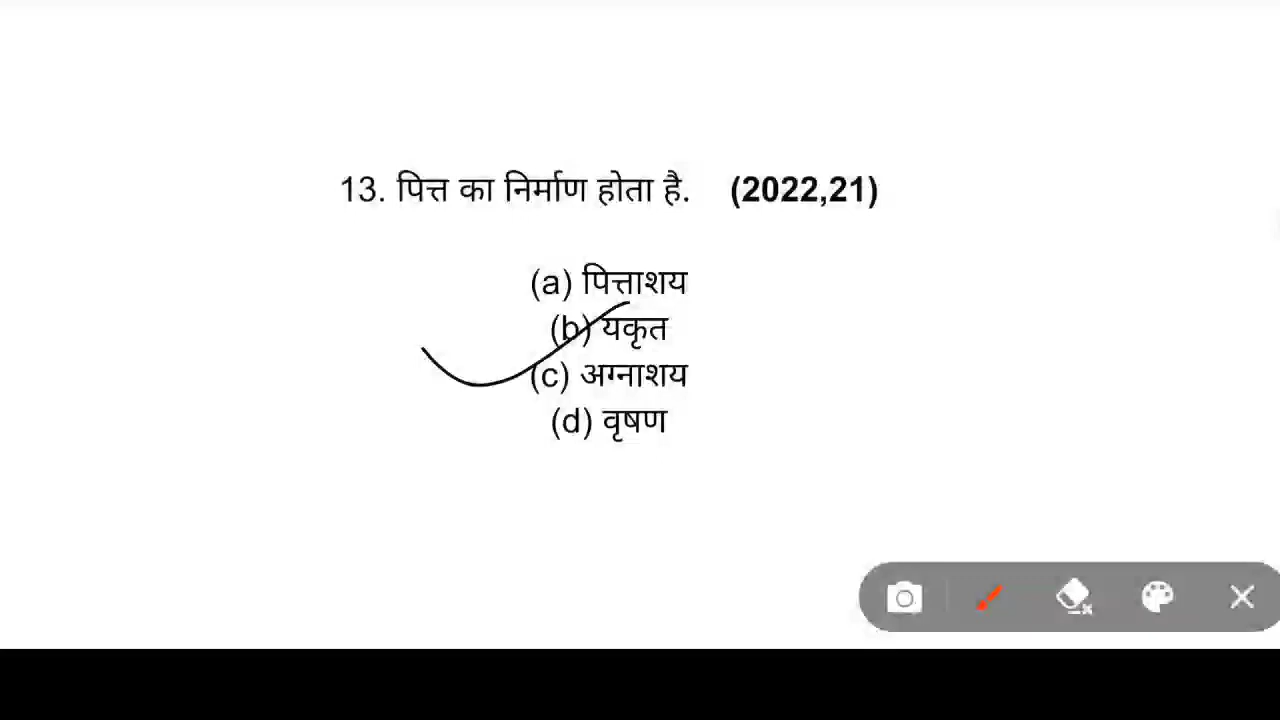 13. पित्त का निर्माण होता है. (2022,21)
(a) पित्ताशय
(b) यकृत
(c) अग्नाशय
(d) वृषण